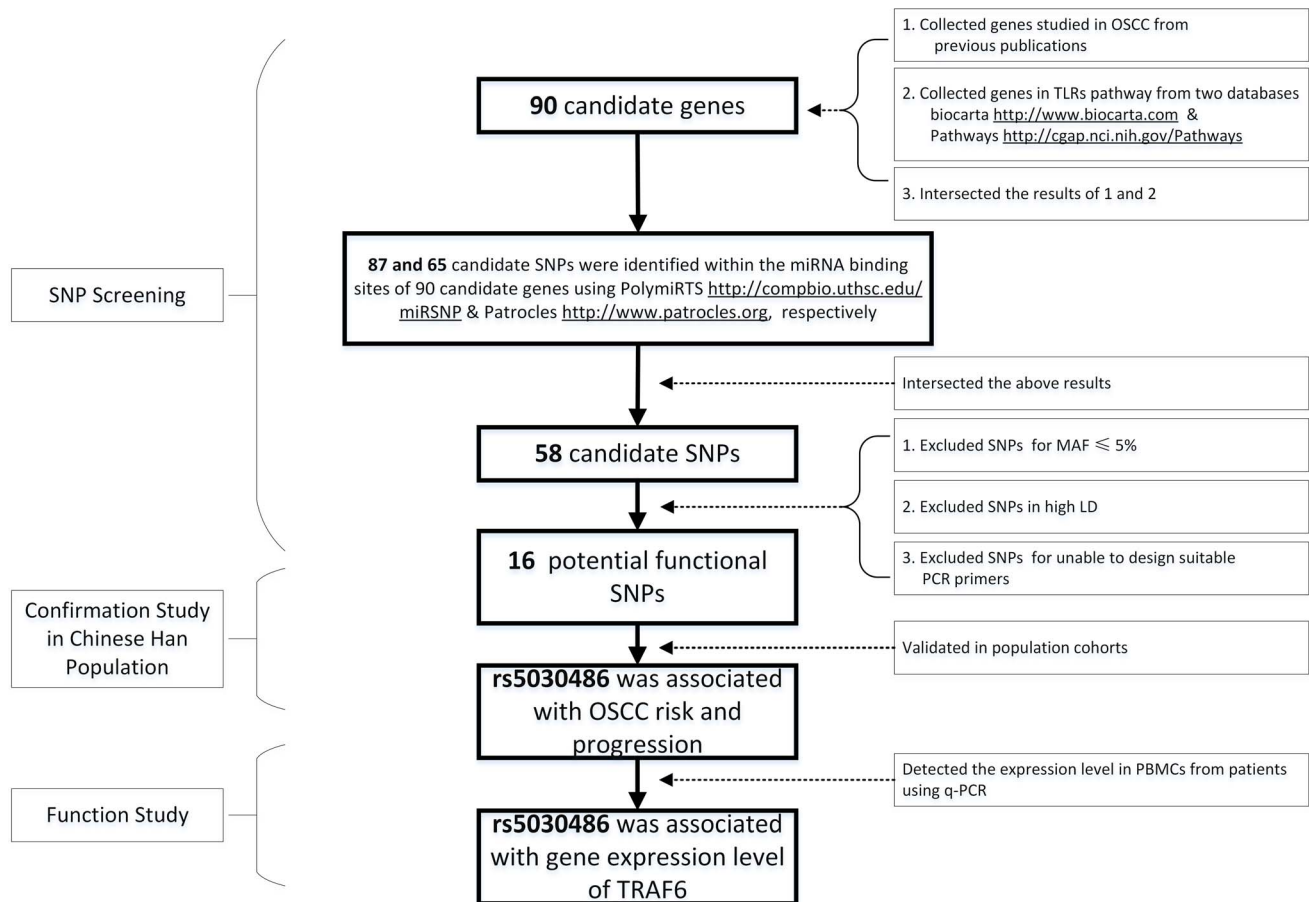 1. Collected genes studied in OSCC from
previous publications
90 candidate genes
2. Collected genes in TLRs pathway from two databases
biocarta http://www.biocarta.com &
Pathways http://cgap.nci.nih.gov/Pathways
3. Intersected the results of 1 and 2
SNP Screening
87 and 65 candidate SNPs were identified within the miRNA binding
sites of 90 candidate genes using PolymiRTS http://compbio.uthsc.edu/
miRSNP & Patrocles http://www.patrocles.org, respectively
Intersected the above results
58 candidate SNPs
1. Excluded SNPs for MAF ≤ 5%
2. Excluded SNPs in high LD
3. Excluded SNPs for unable to design suitable
PCR primers
16 potential functional
SNPs
Confirmation Study
in Chinese Han
Population
Validated in population cohorts
rs5030486 was associated
with OSCC risk and
progression
Detected the expression level in PBMCs from patients
using q-PCR
Function Study
rs5030486 was associated
with gene expression level
of TRAF6